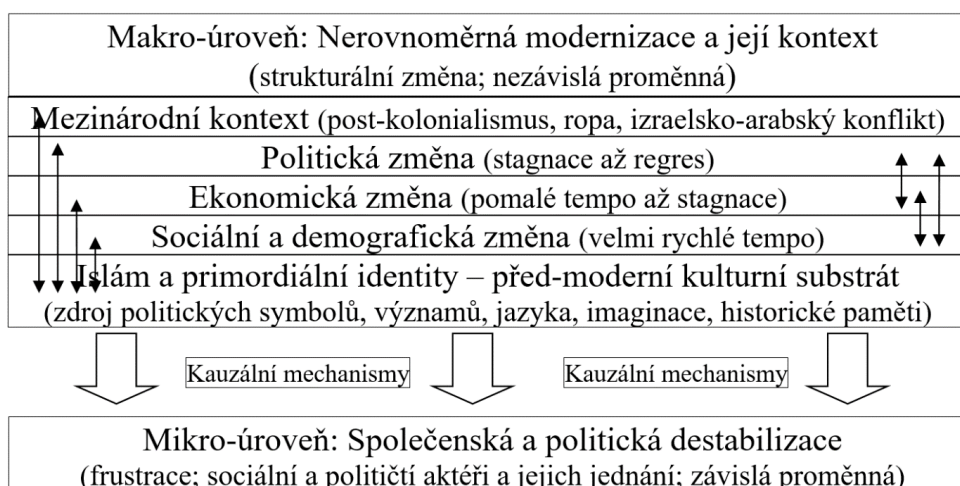 Makro-úroveň: Nerovnoměrná modernizace a její kontext
(strukturální změna; nezávislá proměnná)
Mezinárodní kontext (post-kolonialismus, ropa, izraelsko-arabský konflikt)
Politická změna (stagnace až regres)
Ekonomická změna (pomalé tempo až stagnace)
Sociální a demografická změna (velmi rychlé tempo)
Islám a primordiální identity – před-moderní kulturní substrát
(zdroj politických symbolů, významů, jazyka, imaginace, historické paměti)
Kauzální mechanismy
Kauzální mechanismy
Mikro-úroveň: Společenská a politická destabilizace
(frustrace; sociální a političtí aktéři a jejich jednání; závislá proměnná)